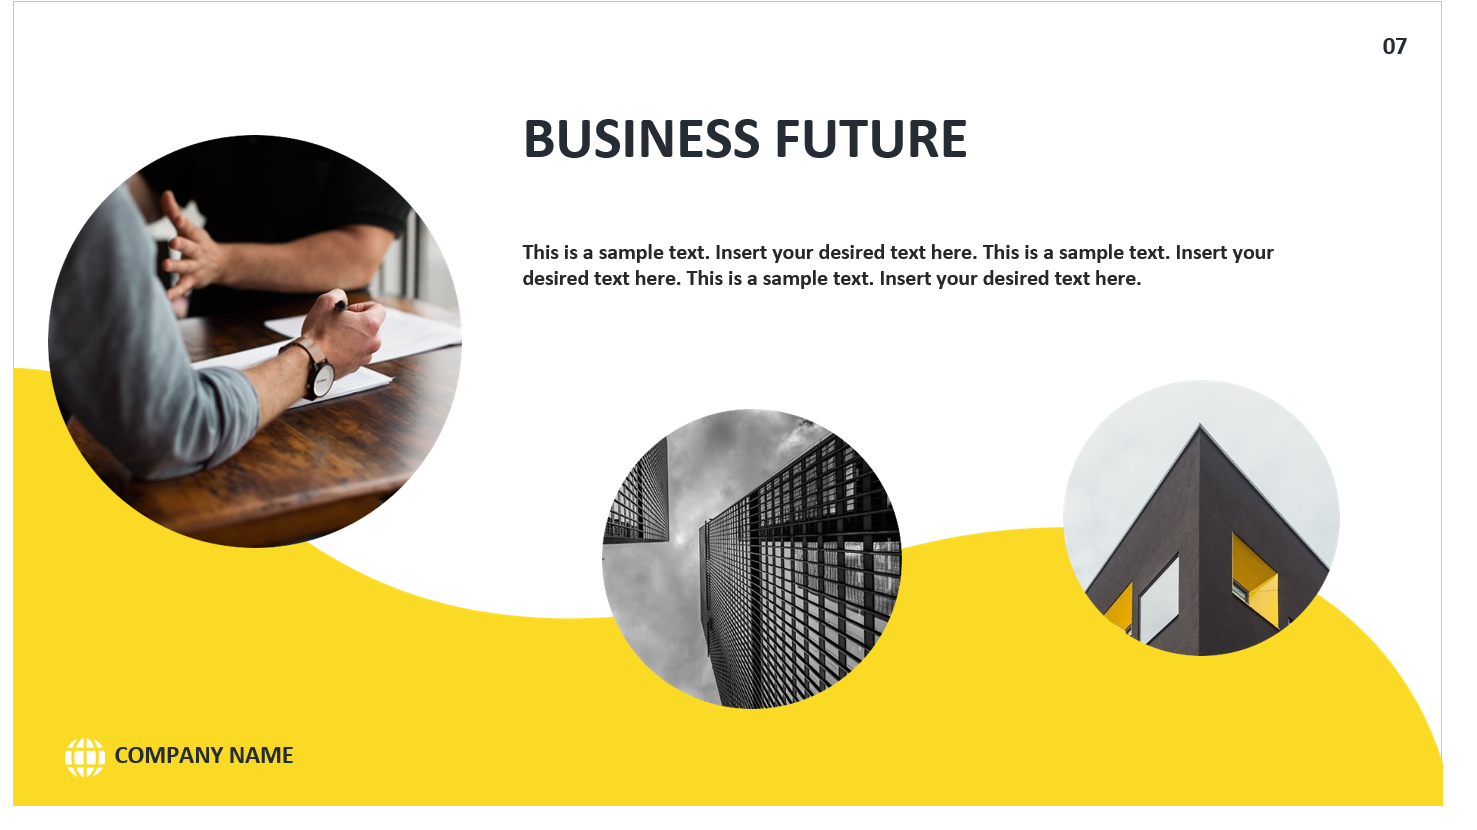 07
BUSINESS FUTURE
This is a sample text. Insert your desired text here. This is a sample text. Insert your
desired text here. This is a sample text. Insert your desired text here.
COMPANY NAME